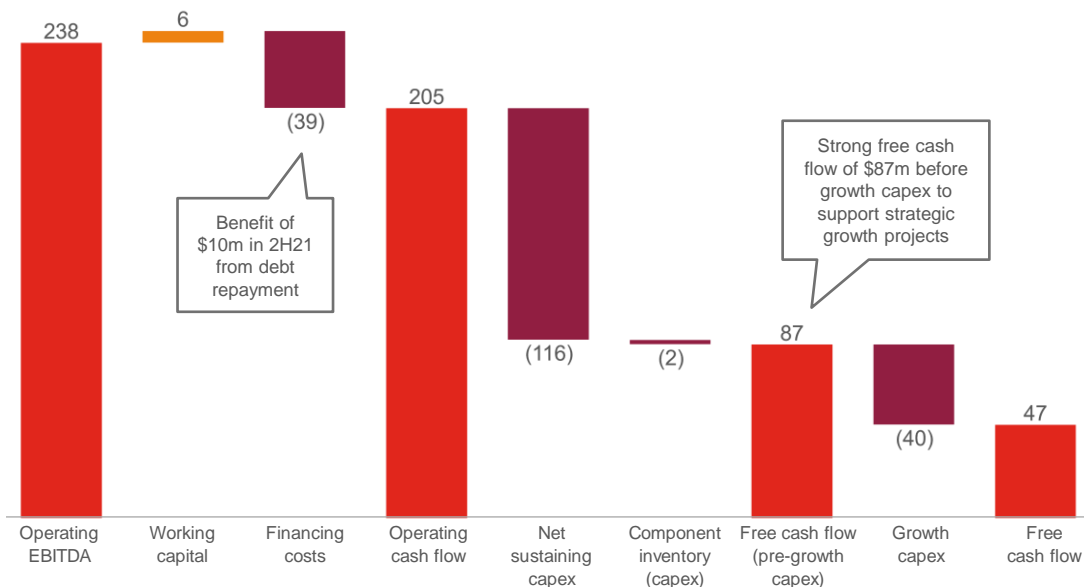 238
6
(39)
205
Benefit of
$10m in 2H21
from debt
repayment
Strong free cash
flow of $87m before
growth capex to
support strategic
growth projects
(116)
(2)
87
(40)
47
Operating
EBITDA
Working
capital
Financing
costs
Operating
cash flow
Net
sustaining
capex
Component
inventory
(capex)
Free cash flow
(pre-growth
capex)
Growth
capex
Free
cash flow